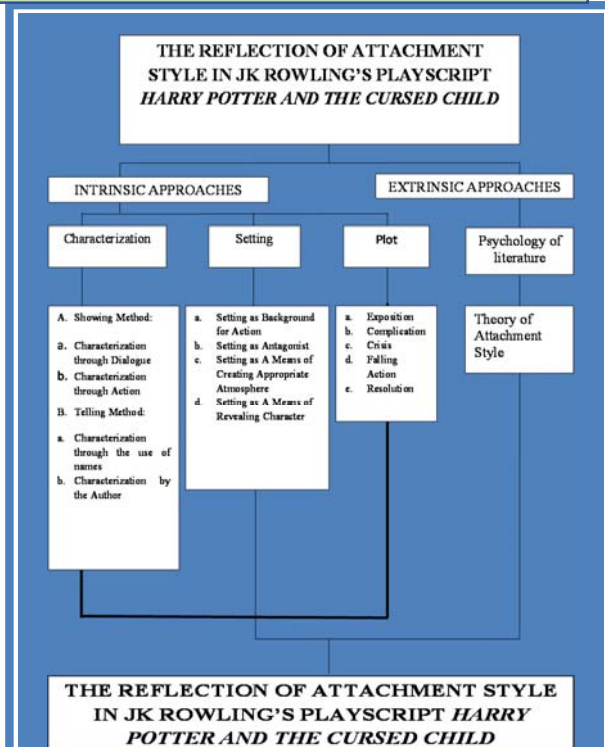 THE REFLECTION OF ATTACHMENT
STYLE IN JK ROWLING’S PLAYSCRIPT
HARRY POTTER AND THE CURSED CHILD
INTRINSIC APPROACHES
EXTRINSIC APPROACHES
Characterization
Setting
Plot
Psychology of
literature
A. Showing Method:
a. Characterization
through Dialogue
b. Characterization
through Action
B. Telling Method:
a. Characterization
through the use of
names
b. Characterization by
the Author
a. Setting as Background
for Action
b. Setting as Antagonist
c. Setting as A Means of
Creating Appropriate
Atmosphere
d. Setting as A Means of
Revealing Character
a. Exposition
b. Complication
c. Crisis
d. Falling
Action
e. Resolution
Theory of
Attachment
Style
THE REFLECTION OF ATTACHMENT STYLE
IN JK ROWLING’S PLAYSCRIPT HARRY
POTTER AND THE CURSED CHILD